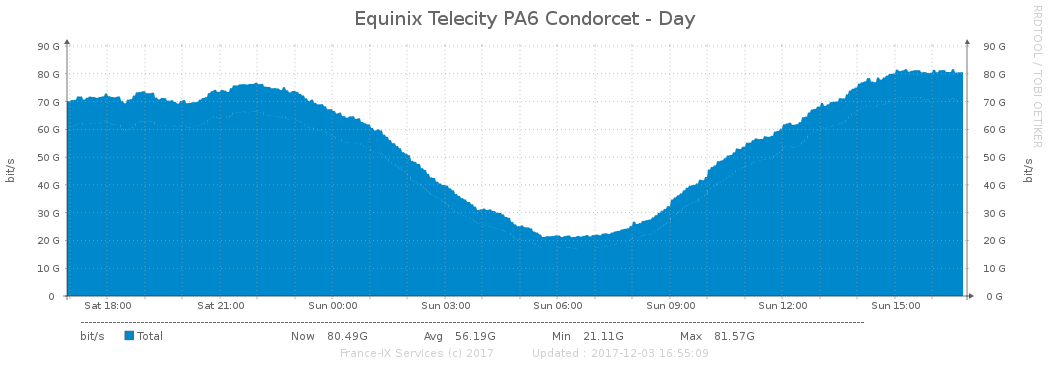 Equinix Telecity PA6 Condorcet - Day
RRDTOOL / TOBI OETIKER
bit/s
90 G
80 G
70 G
60 G
50 G
40 G
30 G
20 G
10 G
0
90 G
80 G
70 G
60 G
50 G
40 G
30 G
20 G
10 G
0 G
bit/s
Sat 18:00 Sat 21:00 Sun 00:00 Sun 03:00 Sun 06:00 Sun 09:00 Sun 12:00 Sun 15:00
bit/s Total Now 80.49G Avg 56.19G Min 21.11G Max 81.57G
France-IX Services (c) 2017 Updated : 2017-12-03 16:55:09